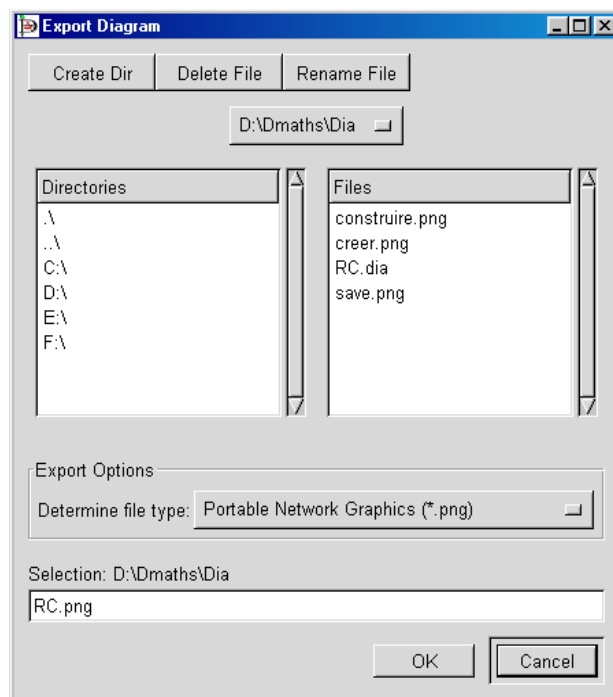 Export Diagram
Create Dir Delete File Rename File
D:\Dmaths\Dia
Directories
.\
..\
C:\
D:\
E:\
F:\
Files
construire.png
creer.png
RC.dia
save.png
Export Options
Determine file type: Portable Network Graphics (*.png)
Selection: D:\Dmaths\Dia
RC.png
OK Cancel